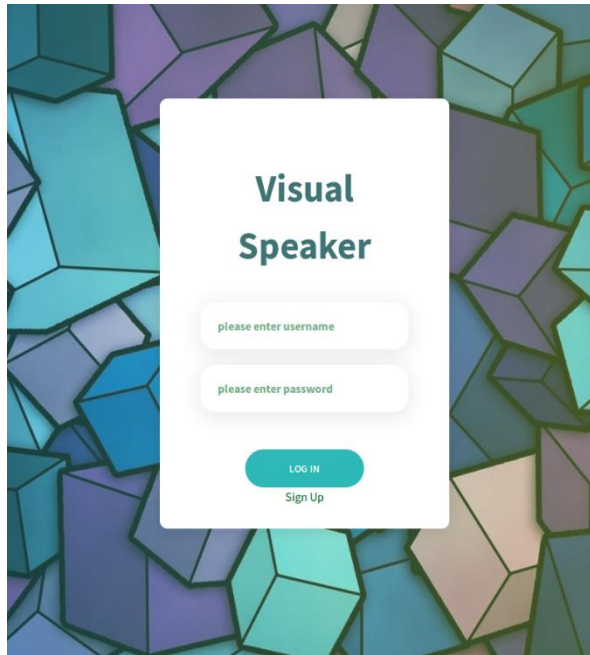 Visual
Speaker
please enter username
please enter password
LOG IN
Sign Up